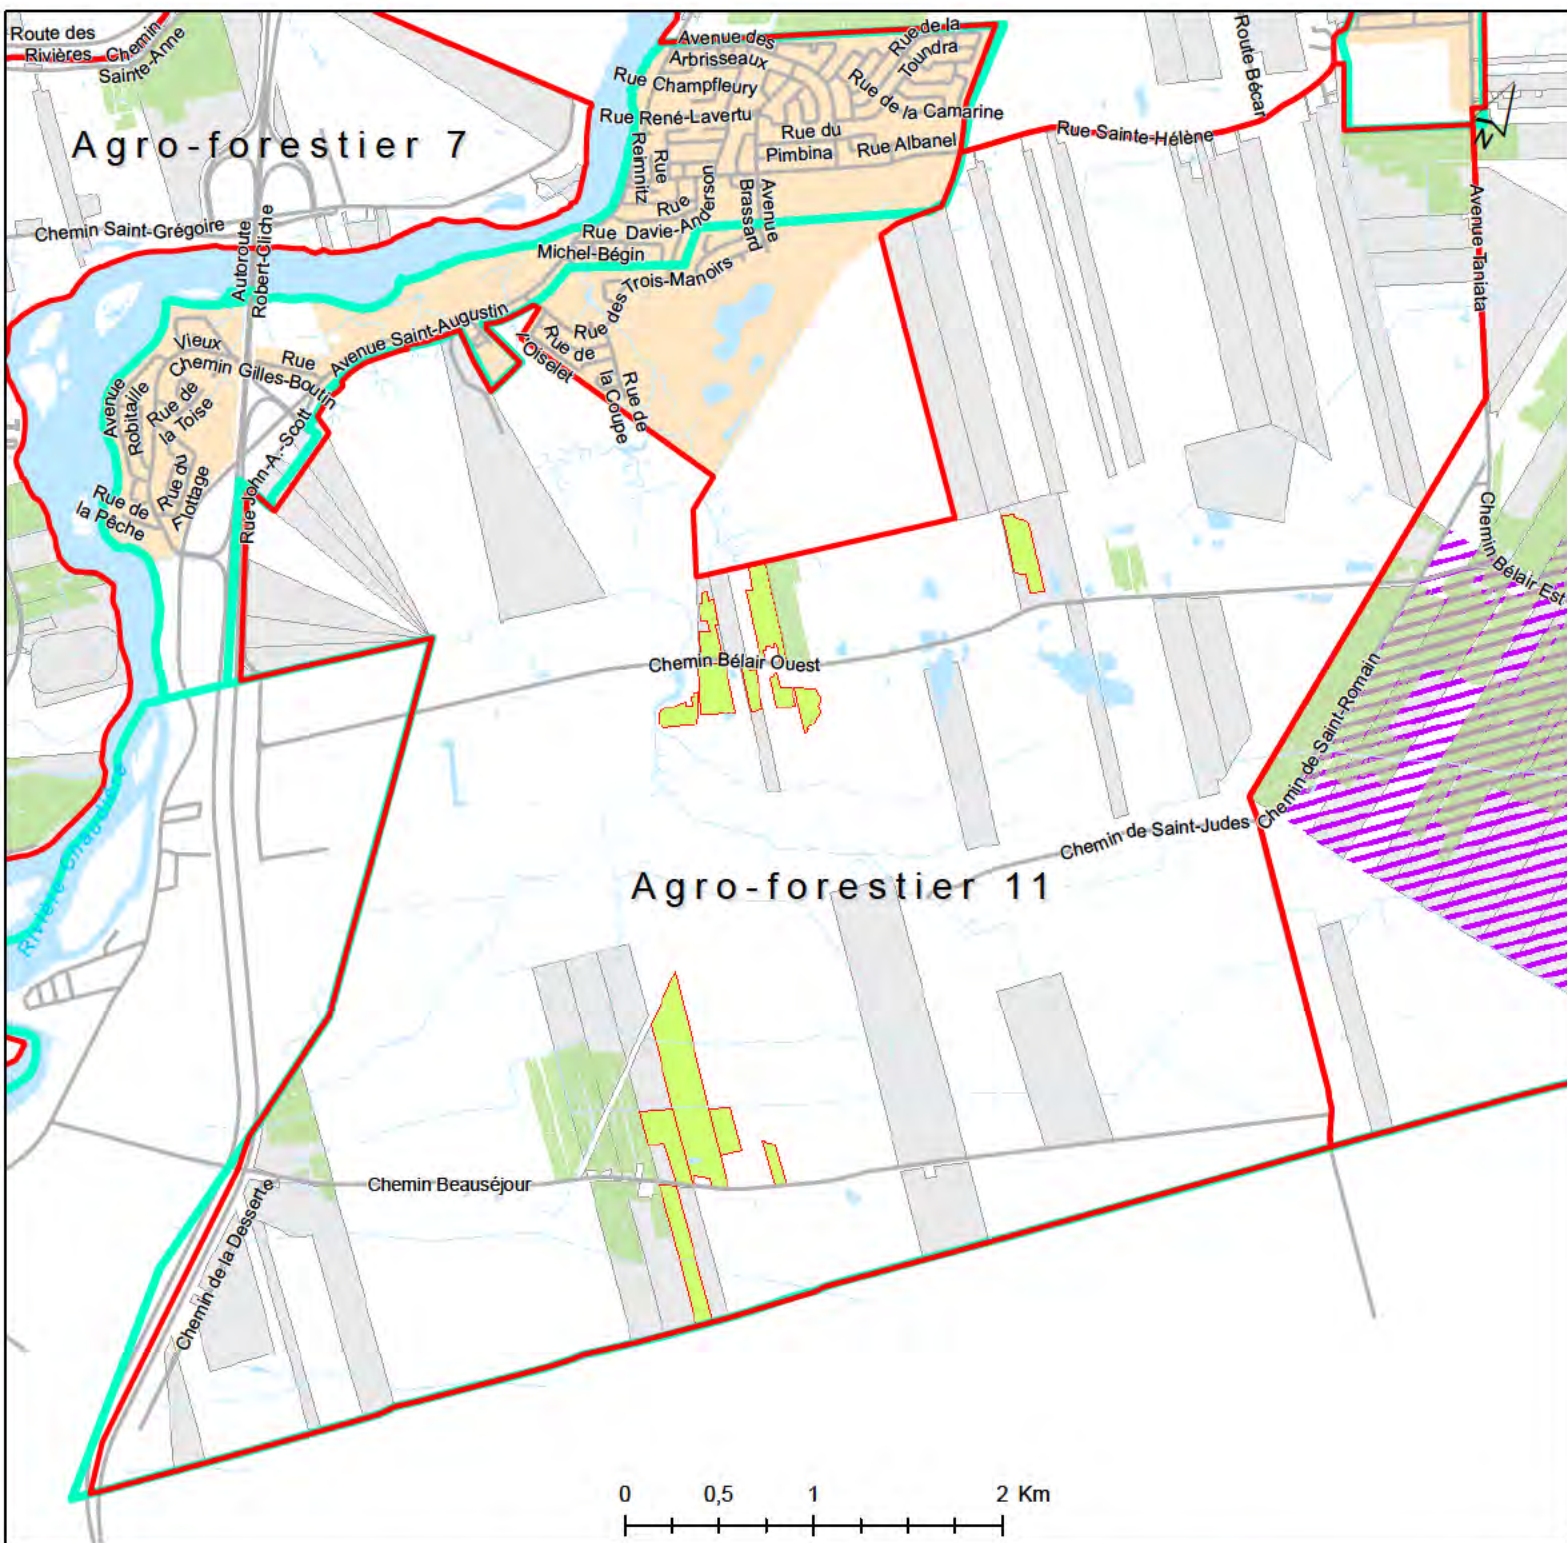 Route des
Rivières
Chemin
Sainte-Anne
Agro-forestier 7
Chemin Saint-Grégoire
Autoroute
Robert-Cliche
Avenue des
Arbrisseaux
Rue de la
Toundra
Rue Champfleury
Rue de la Camarine
Rue René-Lavertu
Rue du
Pimbina
Rue Albanel
Rue
Reimnitz
Rue
Rue Davie-Anderson
Michel-Bégin
Avenue
Brassard
Rue des Trois-Manoirs
Rue Sainte-Hélène
Route Bécar
Avenue Taniata
N
Vieux
Chemin Gilles-Boutin
Rue
Avenue Saint-Augustin
Avenue
Robitaille
Rue de
la Toise
Rue du
Flottage
Rue de
la Pêche
Rue John-A.-Scott
Rue de
l'Oiselet
Rue de
la Coupe
Chemin Bélair Est
Chemin Bélair Ouest
Chemin de Saint-Romain
Chemin de Saint-Judes
Rivière Chaudière
Agro-forestier 11
Chemin Beauséjour
Chemin de la Desserte
0 0,5 1 2 Km